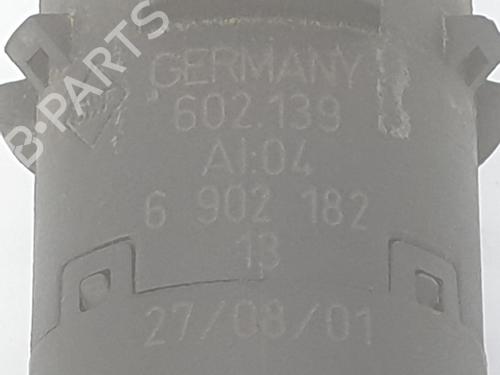 B-PARTS
GERMANY
602.139
AI:04
6 902 182
13
27/08/01